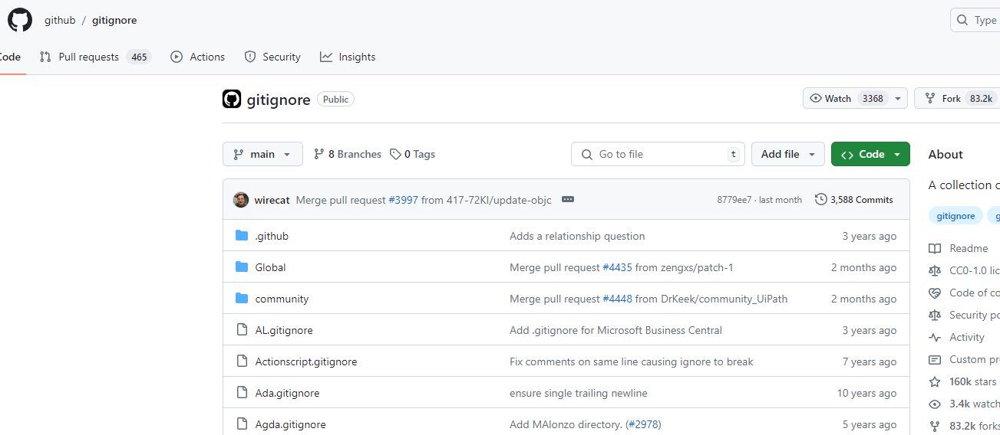 github / gitignore
Type
Code Pull requests 465 Actions Security Insights
gitignore Public
Watch 3368 Fork 83.2k
main 8 Branches 0 Tags Go to file t Add file Code
wirecat Merge pull request #3997 from 417-72KI/update-objc 8779ee7 · last month 3,588 Commits
.github Adds a relationship question 3 years ago
Global Merge pull request #4435 from zengxs/patch-1 2 months ago
community Merge pull request #4448 from DrKeek/community_UiPath 2 months ago
AL.gitignore Add .gitignore for Microsoft Business Central 3 years ago
Actionscript.gitignore Fix comments on same line causing ignore to break 7 years ago
Ada.gitignore ensure single trailing newline 10 years ago
Agda.gitignore Add MAlonzo directory. (#2978) 5 years ago
About
A collection
gitignore g
Readme
CC0-1.0 lic
Code of co
Security po
Activity
Custom pr
160k stars
3.4k watch
83.2k forks